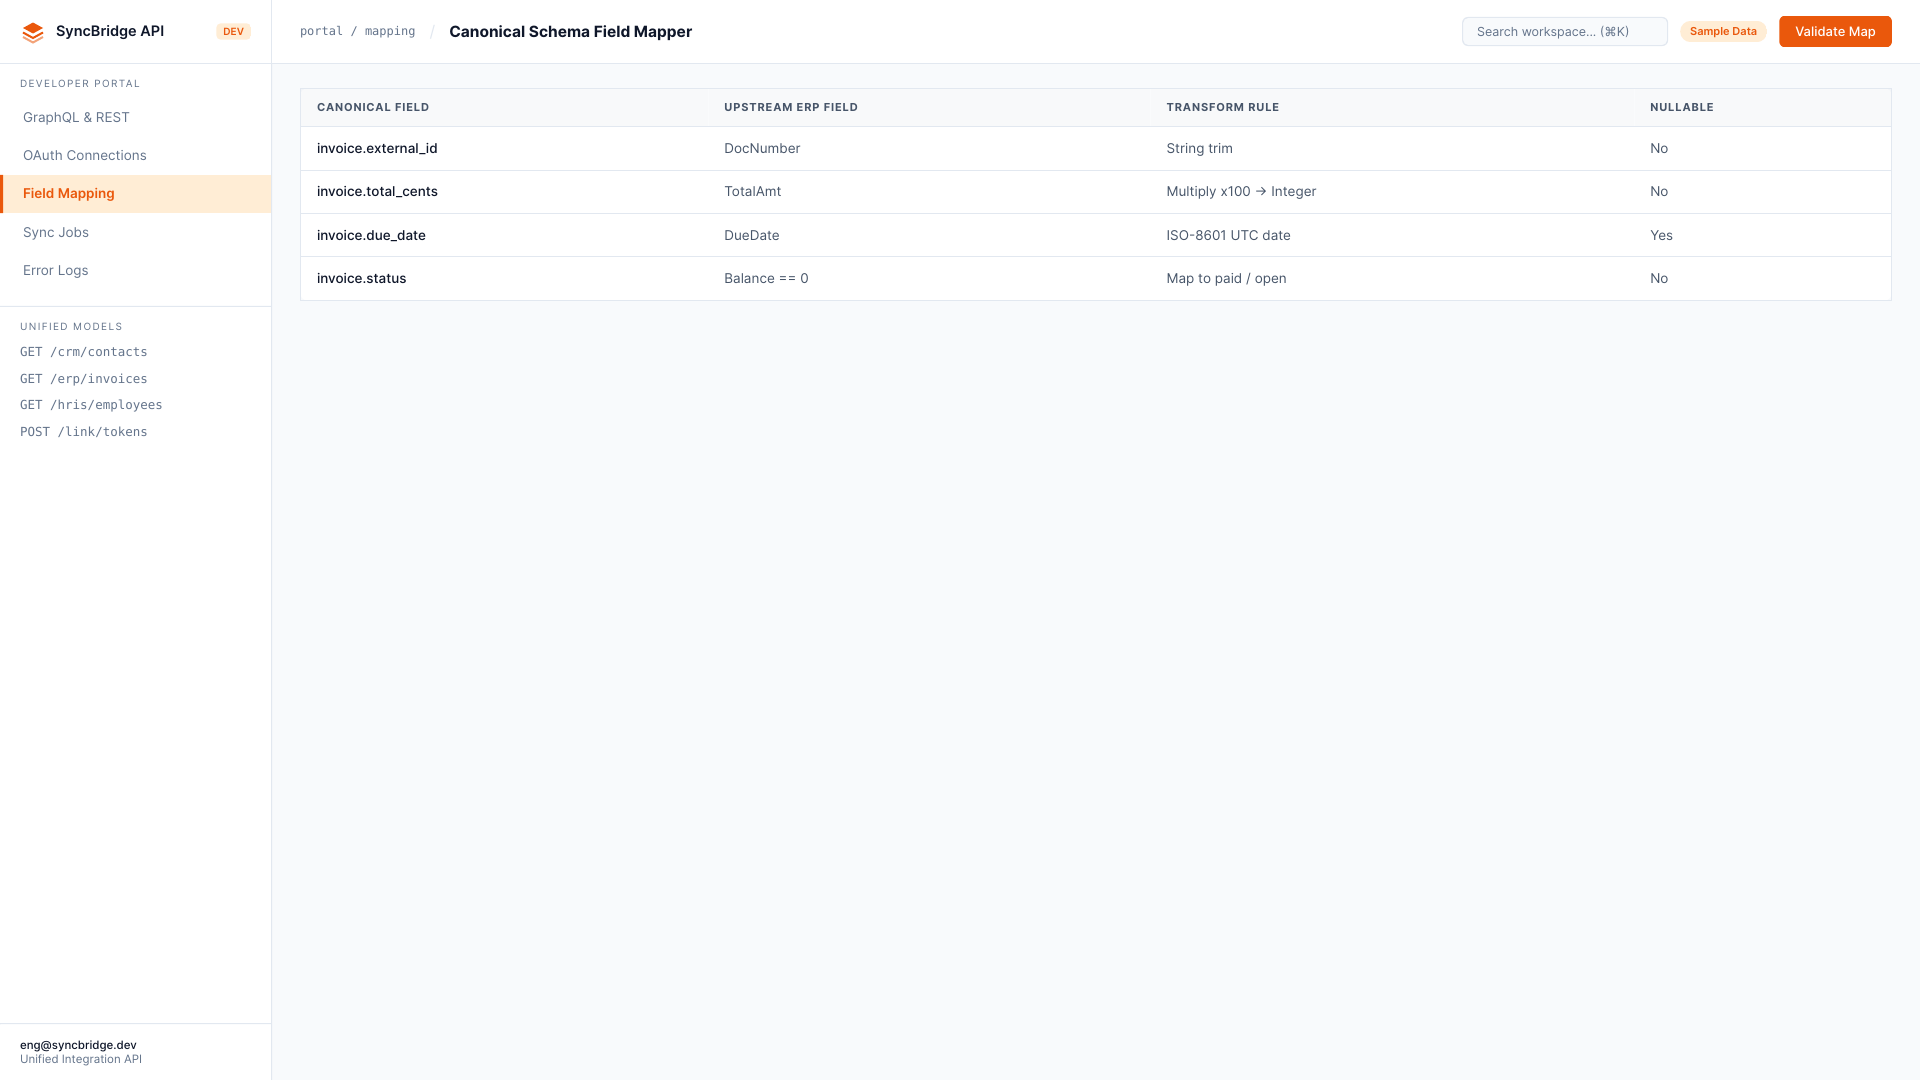 SyncBridge API
DEV
DEVELOPER PORTAL
GraphQL & REST
OAuth Connections
Field Mapping
Sync Jobs
Error Logs
UNIFIED MODELS
GET /crm/contacts
GET /erp/invoices
GET /hris/employees
POST /link/tokens
eng@syncbridge.dev
Unified Integration API
portal / mapping / Canonical Schema Field Mapper
Search workspace... (⌘K)
Sample Data
Validate Map
CANONICAL FIELD UPSTREAM ERP FIELD TRANSFORM RULE NULLABLE
invoice.external_id DocNumber String trim No
invoice.total_cents TotalAmt Multiply x100 → Integer No
invoice.due_date DueDate ISO-8601 UTC date Yes
invoice.status Balance == 0 Map to paid / open No